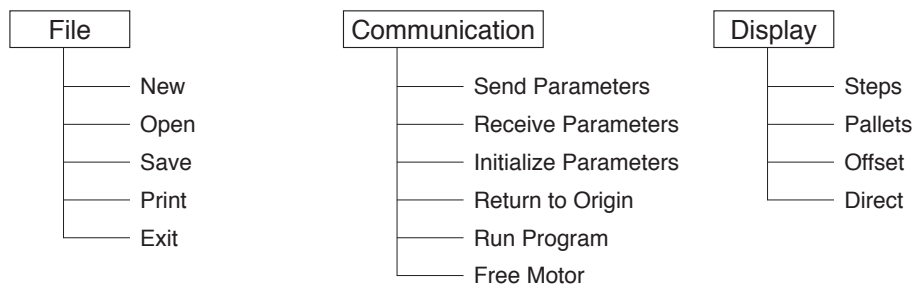 File
New
Open
Save
Print
Exit
Communication
Send Parameters
Receive Parameters
Initialize Parameters
Return to Origin
Run Program
Free Motor
Display
Steps
Pallets
Offset
Direct